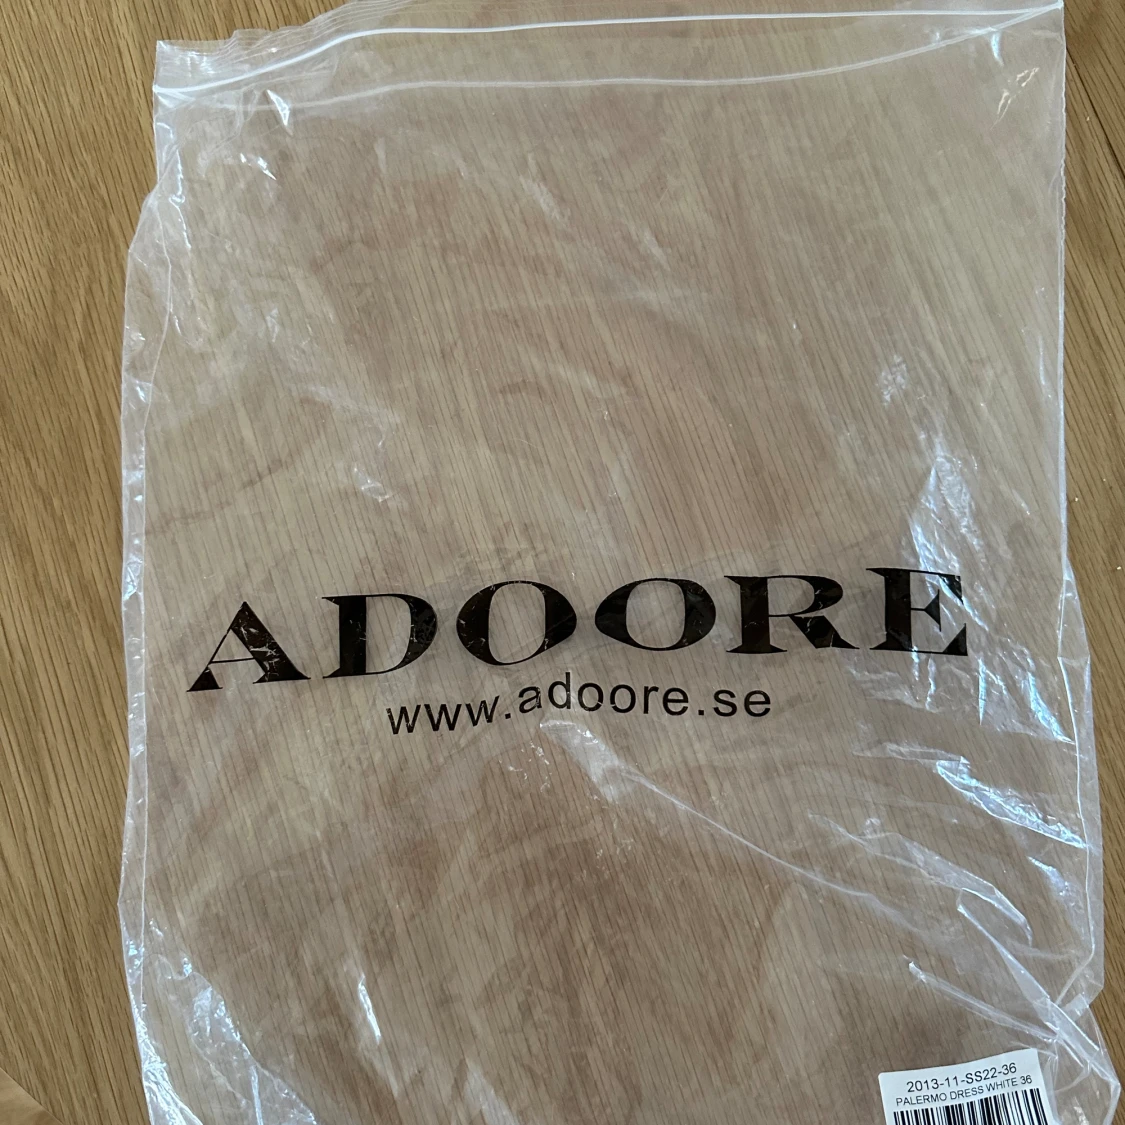 ADOORE
www.adoore.se
2013-11-SS22-36
PALERMO DRESS WHITE 36